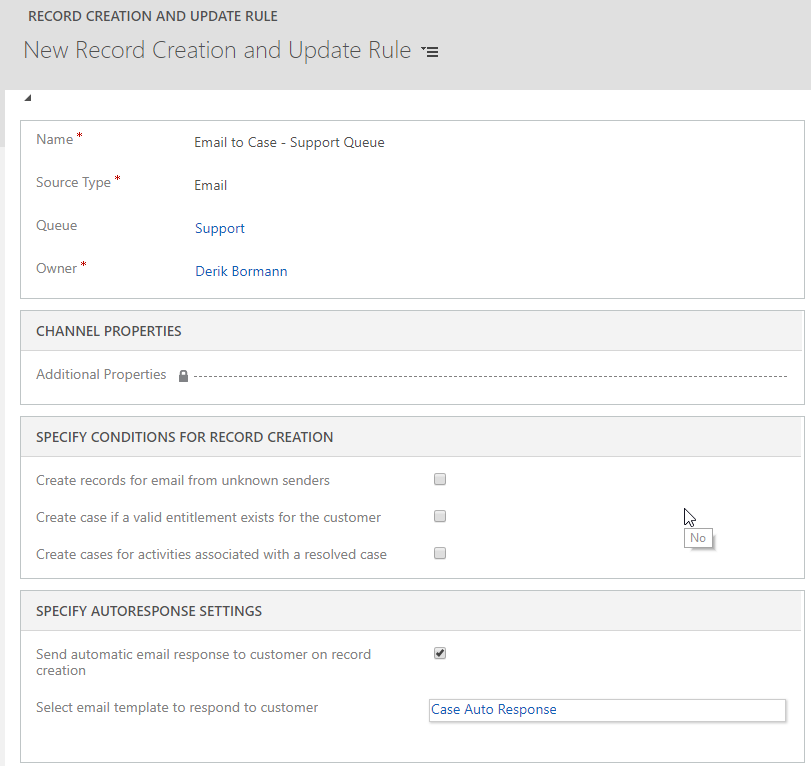 RECORD CREATION AND UPDATE RULE
New Record Creation and Update Rule
Name *
Email to Case - Support Queue
Source Type *
Email
Queue
Support
Owner *
Derik Bormann
CHANNEL PROPERTIES
Additional Properties
SPECIFY CONDITIONS FOR RECORD CREATION
Create records for email from unknown senders
Create case if a valid entitlement exists for the customer
Create cases for activities associated with a resolved case
No
SPECIFY AUTORESPONSE SETTINGS
Send automatic email response to customer on record
creation
Select email template to respond to customer
Case Auto Response